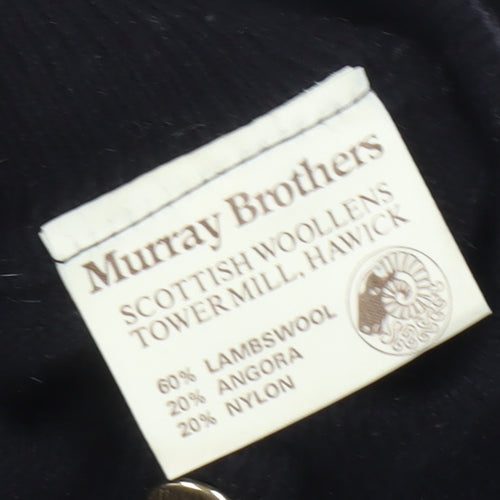 Murray Brothers
SCOTTISH WOOLLENS
TOWER MILL, HAWICK
60% LAMBSWOOL
20% ANGORA
20% NYLON